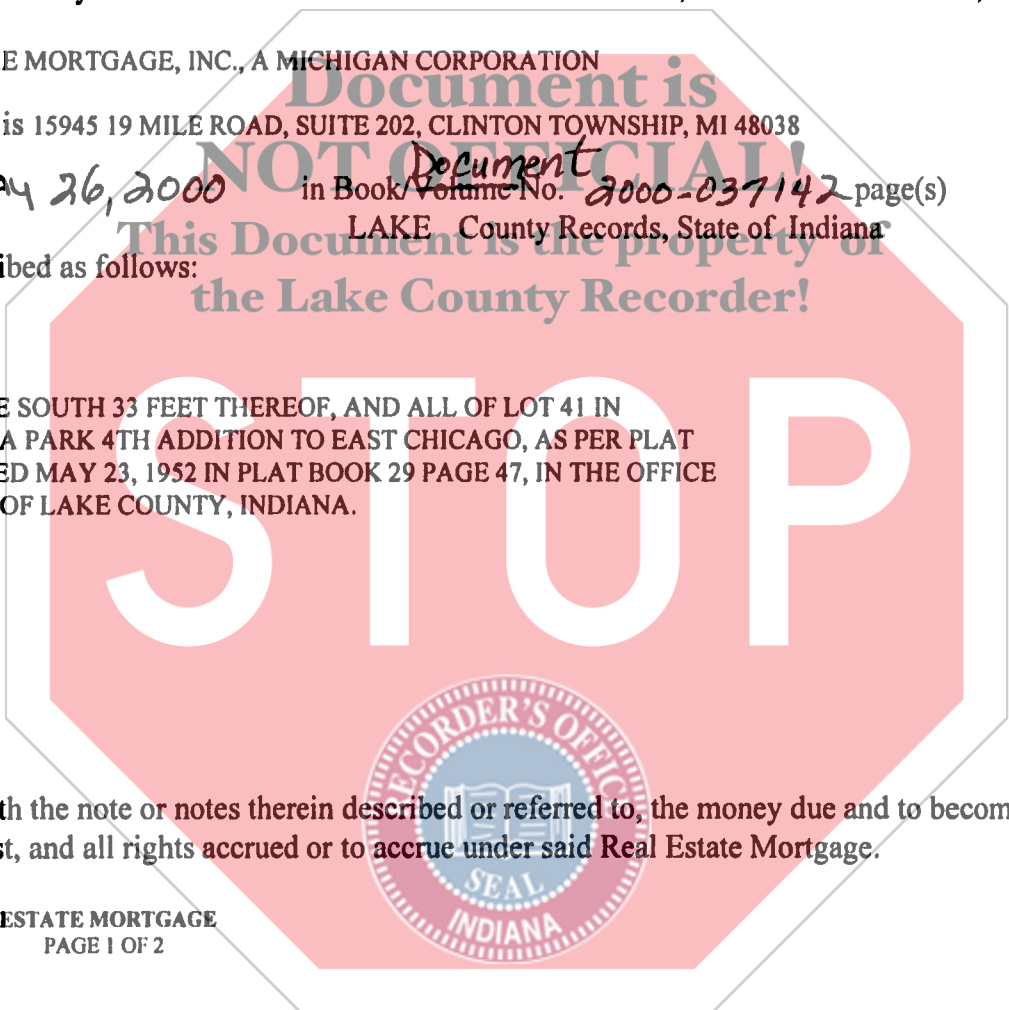 E MORTGAGE, INC., A MICHIGAN CORPORATION
Document is
is 15945 19 MILE ROAD, SUITE 202, CLINTON TOWNSHIP, MI 48038
NOT OFFICIAL!
Document
26, 2000 in Book/Volume No. 2000-037142 page(s)
LAKE County Records, State of Indiana
This Document is the property of
ibed as follows:
the Lake County Recorder!
E SOUTH 33 FEET THEREOF, AND ALL OF LOT 41 IN
A PARK 4TH ADDITION TO EAST CHICAGO, AS PER PLAT
ED MAY 23, 1952 IN PLAT BOOK 29 PAGE 47, IN THE OFFICE
OF LAKE COUNTY, INDIANA.
STOP
RECORDER'S OFFICE
th the note or notes therein described or referred to, the money due and to becom
st, and all rights accrued or to accrue under said Real Estate Mortgage.
SEAL
INDIANA
ESTATE MORTGAGE
PAGE 1 OF 2